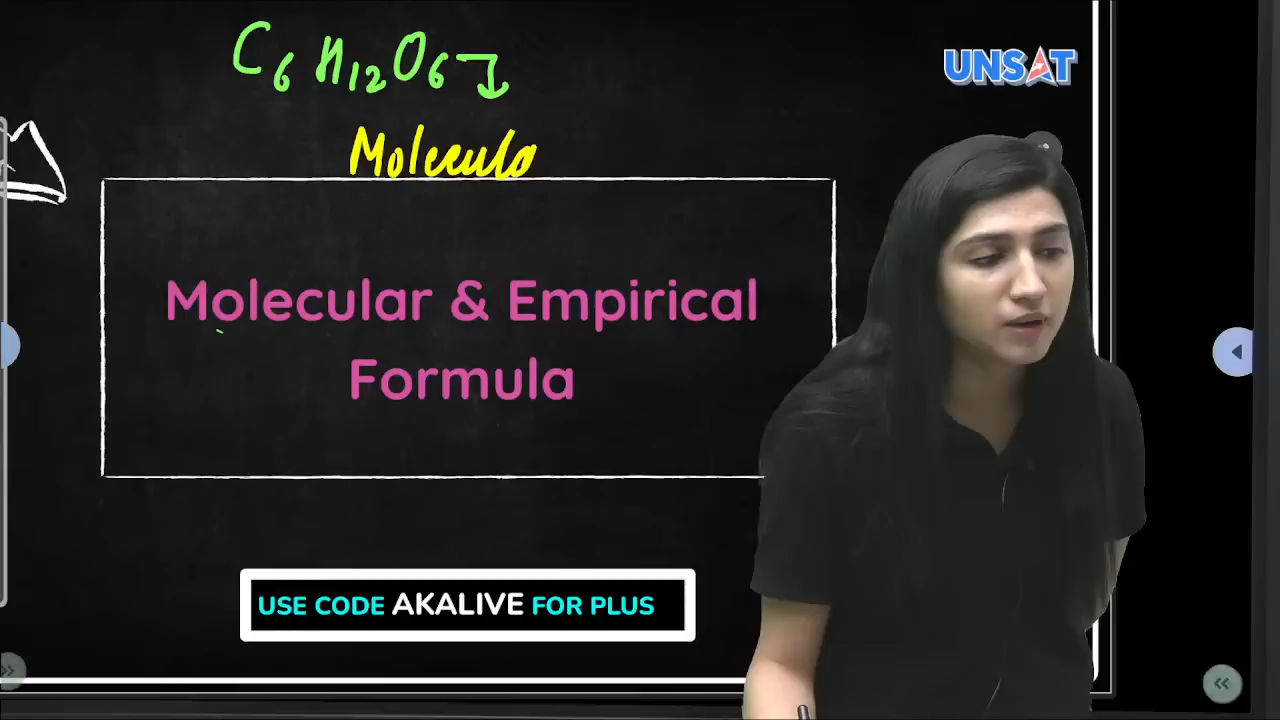 C6H12O6
UNSAT
Molecula
Molecular & Empirical
Formula
USE CODE AKALIVE FOR PLUS